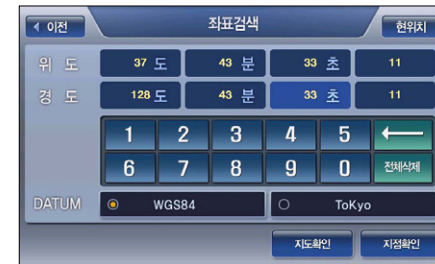 이전 좌표검색 현위치
위 도 37 도 43 분 33 초 11
경 도 128 도 43 분 33 초 11
1 2 3 4 5 ←
6 7 8 9 0 전체삭제
DATUM WGS84 ToKyo
지도확인 지점확인